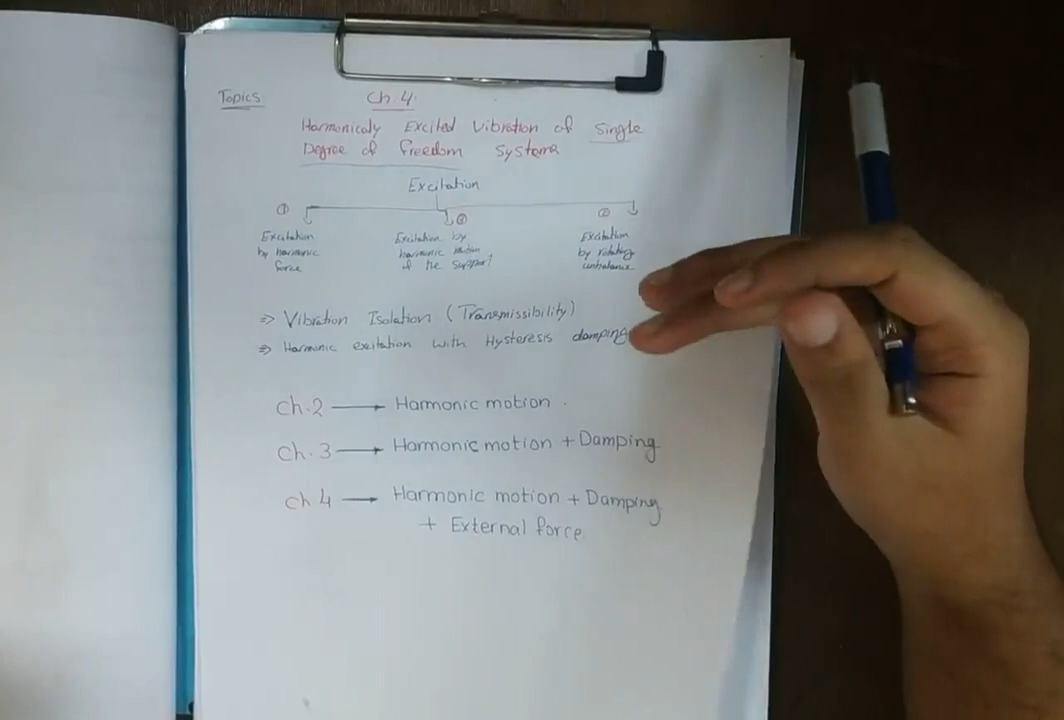 Topics
Ch.4.
Harmonicaly Excited Vibration of Single
Degree of freedom Systems
Excitation
①
②
Excitation
by harmonic
force
Excitation by
harmonic motion
of the support
Excitation
by rotating
unbalance
⇒ Vibration Isolation (Transmissibility)
⇒ Harmonic exitation with Hysteresis damping
Ch.2 → Harmonic motion.
Ch.3 → Harmonic motion + Damping
Ch 4 → Harmonic motion + Damping
+ External force